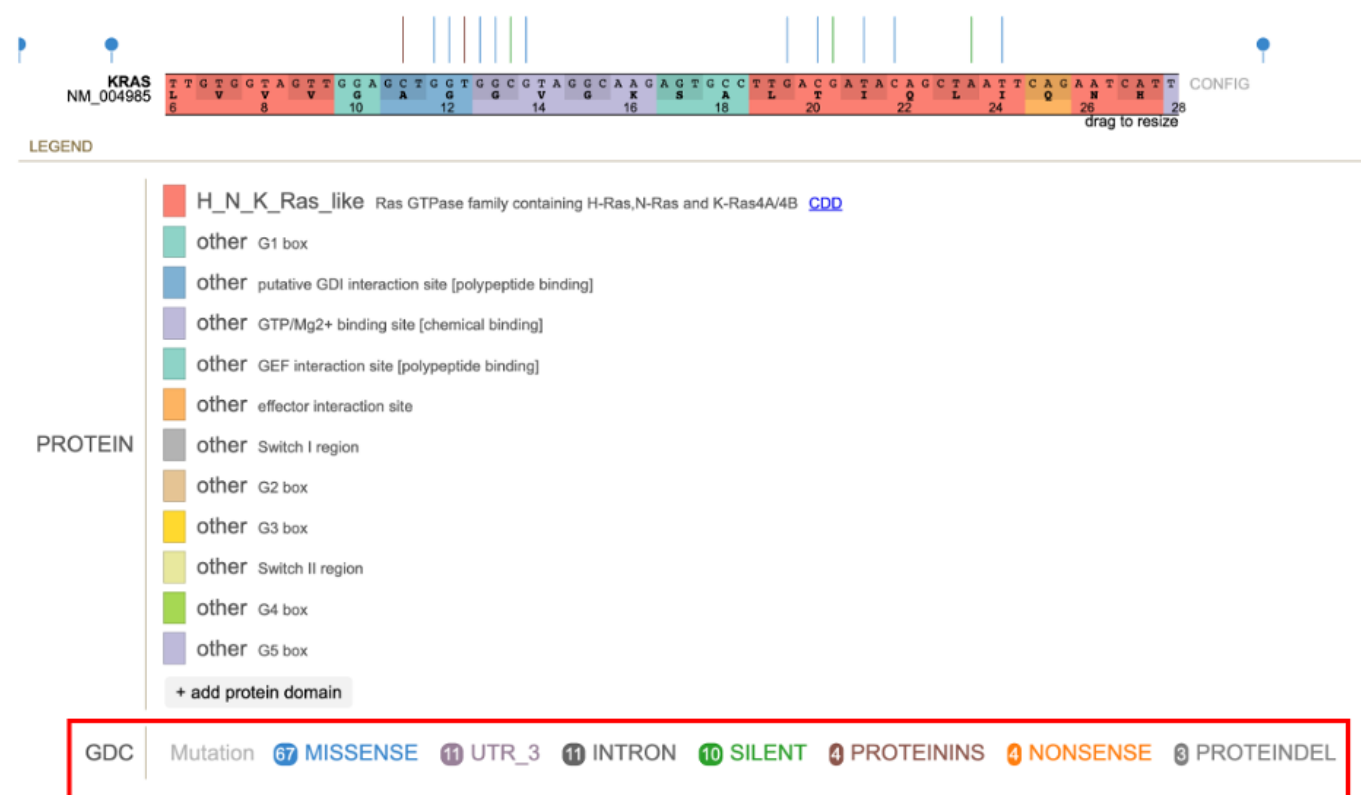 KRAS
NM_004985
T T G T G G T A G T T G G A G C T G G T G G C G T A G G C A A G A G T G C C T T G A C G A T A C A G C T A A T T C A G A A T C A T T
L V V V G A G G V G K S A L T I Q L I Q N H
6 8 10 12 14 16 18 20 22 24 26 28
CONFIG
drag to resize
LEGEND
PROTEIN
H_N_K_Ras_like Ras GTPase family containing H-Ras,N-Ras and K-Ras4A/4B CDD
other G1 box
other putative GDI interaction site [polypeptide binding]
other GTP/Mg2+ binding site [chemical binding]
other GEF interaction site [polypeptide binding]
other effector interaction site
other Switch I region
other G2 box
other G3 box
other Switch II region
other G4 box
other G5 box
+ add protein domain
GDC Mutation 67 MISSENSE 11 UTR_3 11 INTRON 10 SILENT 4 PROTEININS 4 NONSENSE 3 PROTEINDEL